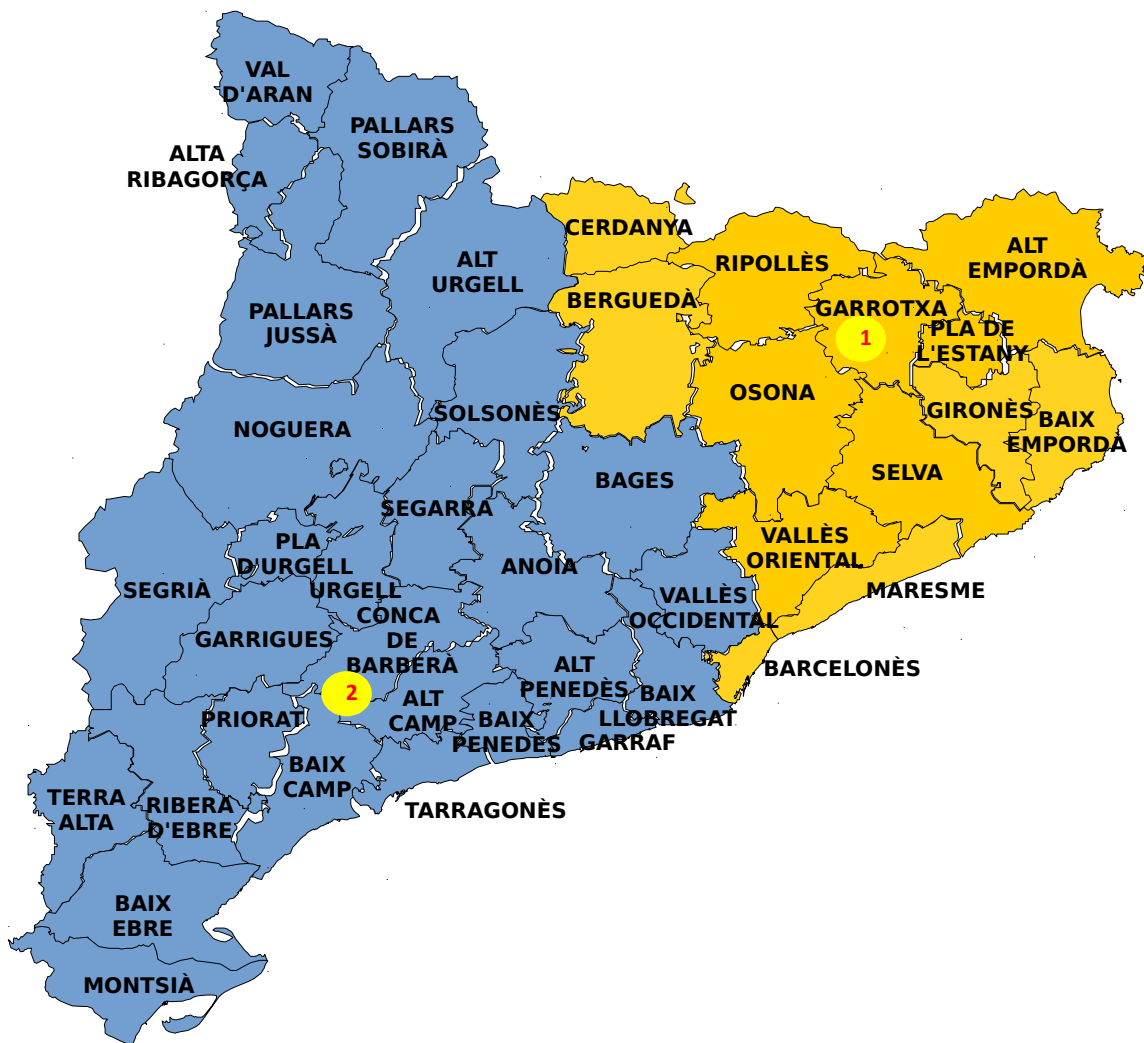 VAL
D'ARAN
PALLARS
SOBIRÀ
ALTA
RIBAGORÇA
CERDANYA
ALT
URGELL
RIPOLLÈS
ALT
EMPORDÀ
BERGUEDÀ
GARROTXA
1
PLA DE
L'ESTANY
PALLARS
JUSSÀ
OSONA
SOLSONÈS
GIRONÈS
BAIX
EMPORDÀ
NOGUERA
BAGES
SELVA
SEGARRA
PLA
D'URGELL
VALLÈS
ORIENTAL
ANOIA
SEGRIÀ
URGELL
VALLÈS
OCCIDENTAL
MARESME
GARRIGUES
CONCA
DE
BARBERÀ
BARCELONÈS
2
ALT
PENEDÈS
BAIX
LLOBREGAT
PRIORAT
ALT
CAMP
BAIX
PENEDÈS
GARRAF
BAIX
CAMP
TERRA
ALTA
RIBERA
D'EBRE
TARRAGONÈS
BAIX
EBRE
MONTSIÀ